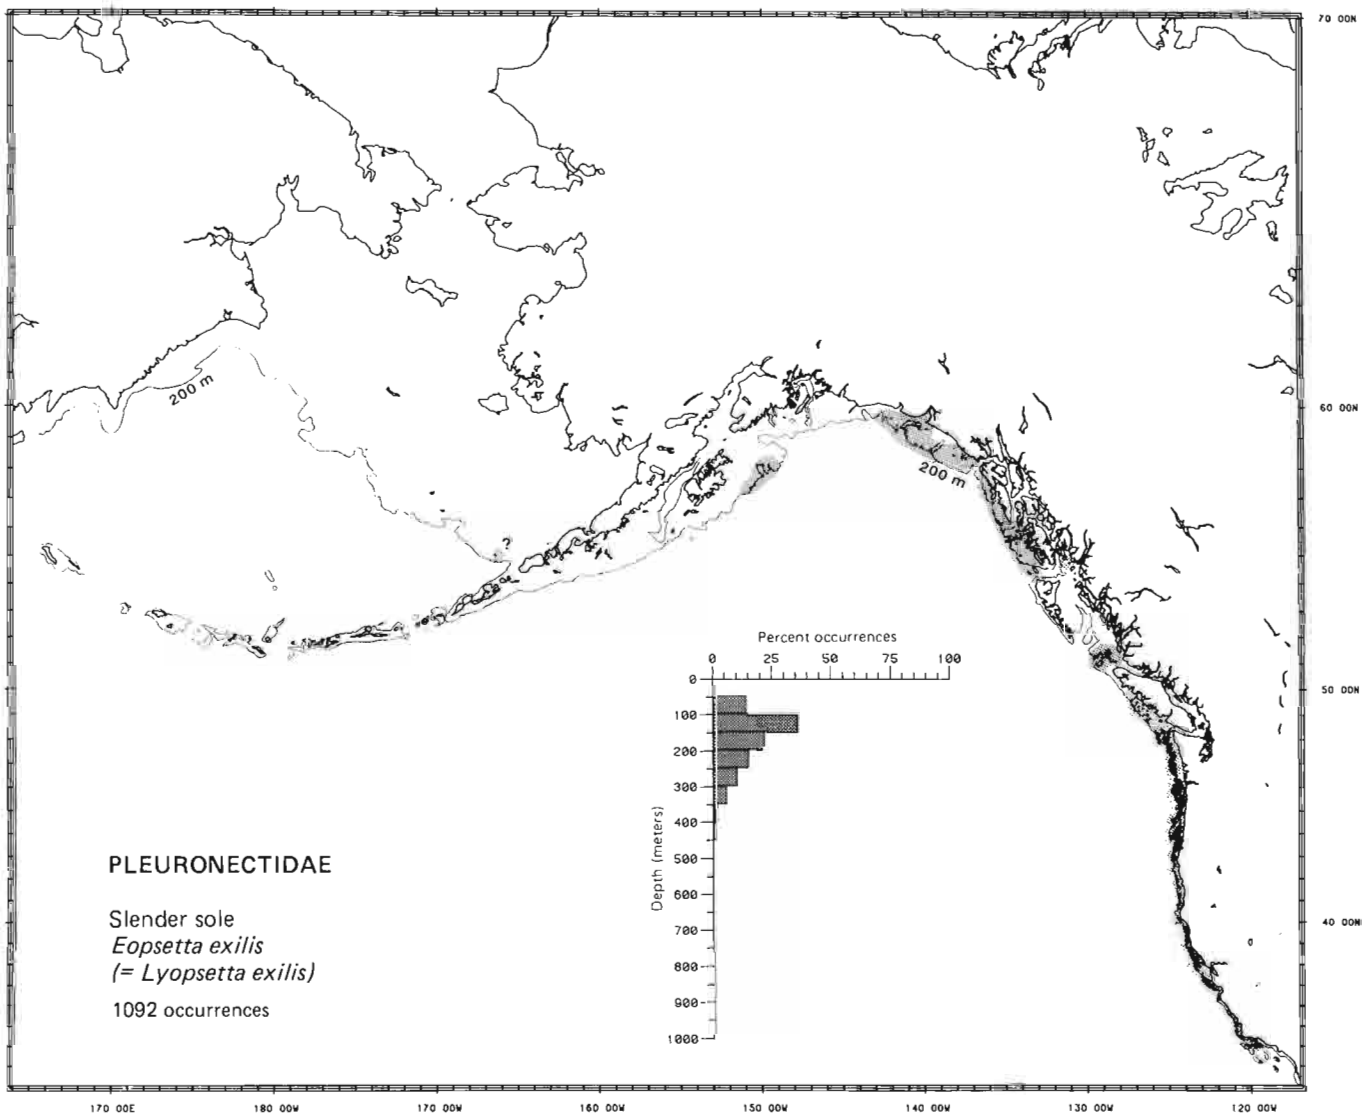 70 00N
200 m
60 00N
200 m
?
Percent occurrences
0 25 50 75 100
0
100
200
300
400
500
600
700
800
900
1000
Depth (meters)
50 00N
40 00N
PLEURONECTIDAE
Slender sole
Eopsetta exilis
(= Lyopsetta exilis)
1092 occurrences
170 00E 180 00W 170 00W 160 00W 150 00W 140 00W 130 00W 120 00W